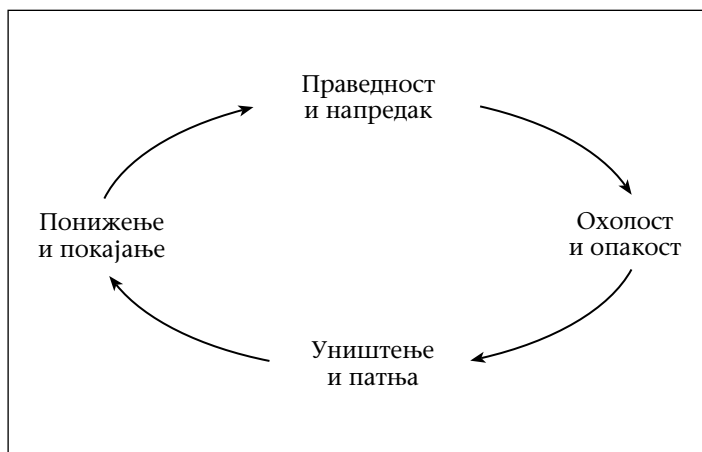 Праведност
и напредак
Понижење
и покајање
Охолост
и опакост
Уништење
и патња